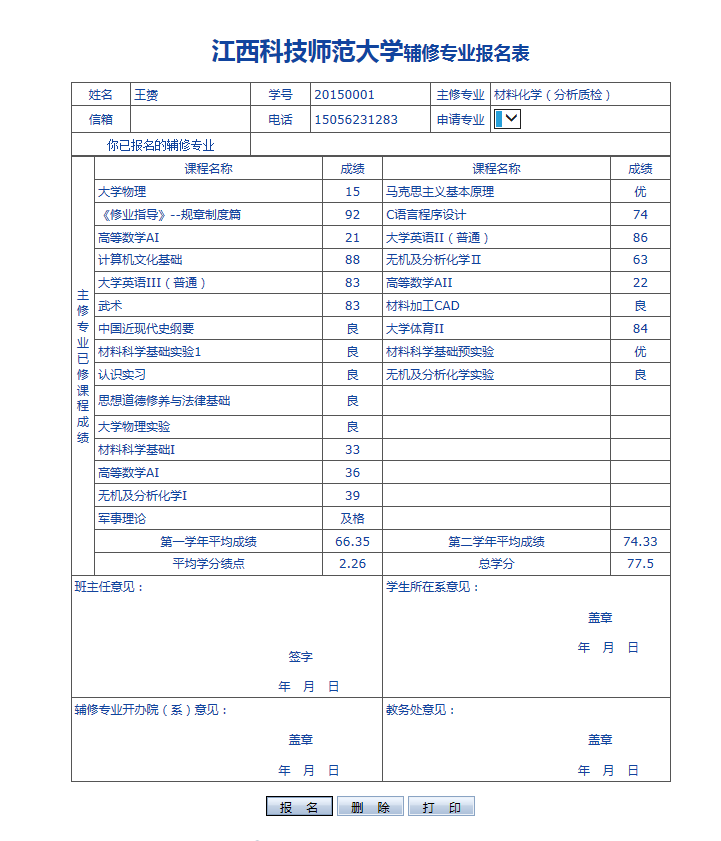 江西科技师范大学辅修专业报名表
姓名 王赟 学号 20150001 主修专业 材料化学（分析质检）
信箱 电话 15056231283 申请专业
你已报名的辅修专业
主修专业已修课程成绩
课程名称 成绩 课程名称 成绩
大学物理 15 马克思主义基本原理 优
《修业指导》--规章制度篇 92 C语言程序设计 74
高等数学AI 21 大学英语II（普通） 86
计算机文化基础 88 无机及分析化学Ⅱ 63
大学英语III（普通） 83 高等数学AII 22
武术 83 材料加工CAD 良
中国近现代史纲要 良 大学体育II 84
材料科学基础实验1 良 材料科学基础预实验 优
认识实习 良 无机及分析化学实验 良
思想道德修养与法律基础 良
大学物理实验 良
材料科学基础I 33
高等数学AI 36
无机及分析化学I 39
军事理论 及格
第一学年平均成绩 66.35 第二学年平均成绩 74.33
平均学分绩点 2.26 总学分 77.5
班主任意见： 学生所在系意见：
盖章
年 月 日
签字
年 月 日
辅修专业开办院（系）意见： 教务处意见：
盖章 盖章
年 月 日 年 月 日
报 名 删 除 打 印